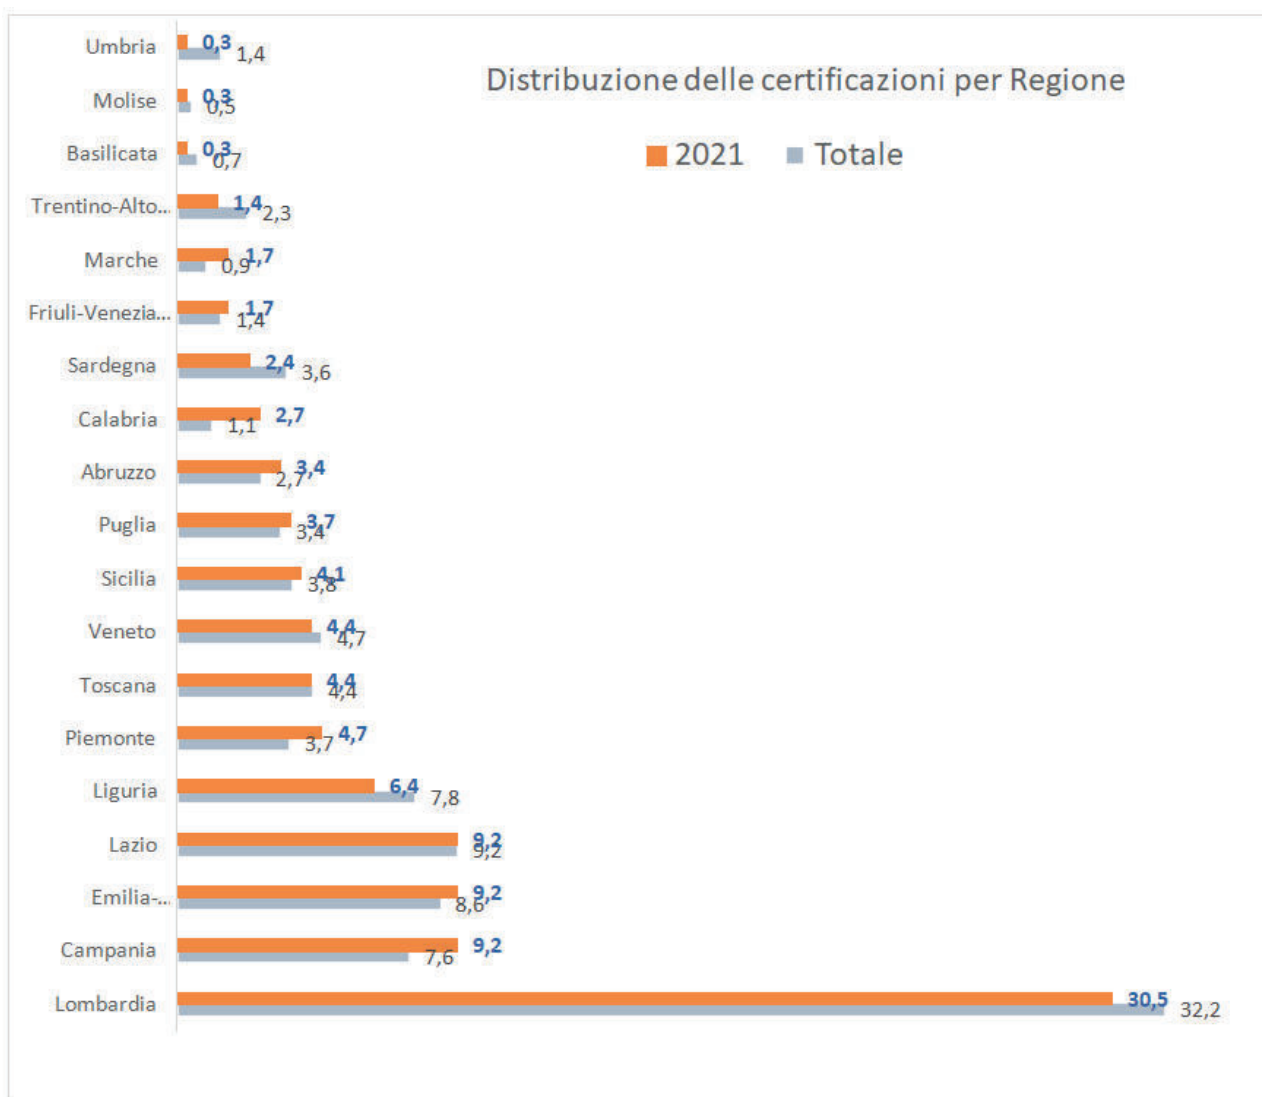 Distribuzione delle certificazioni per Regione
2021 Totale
Umbria 0,3 1,4
Molise 0,3 0,5
Basilicata 0,3 0,7
Trentino-Alto... 1,4 2,3
Marche 1,7 0,9
Friuli-Venezia... 1,7 1,4
Sardegna 2,4 3,6
Calabria 2,7 1,1
Abruzzo 3,4 2,7
Puglia 3,7 3,4
Sicilia 4,1 3,8
Veneto 4,4 4,7
Toscana 4,4 4,4
Piemonte 4,7 3,7
Liguria 6,4 7,8
Lazio 9,2 9,2
Emilia-... 9,2 8,6
Campania 9,2 7,6
Lombardia 30,5 32,2